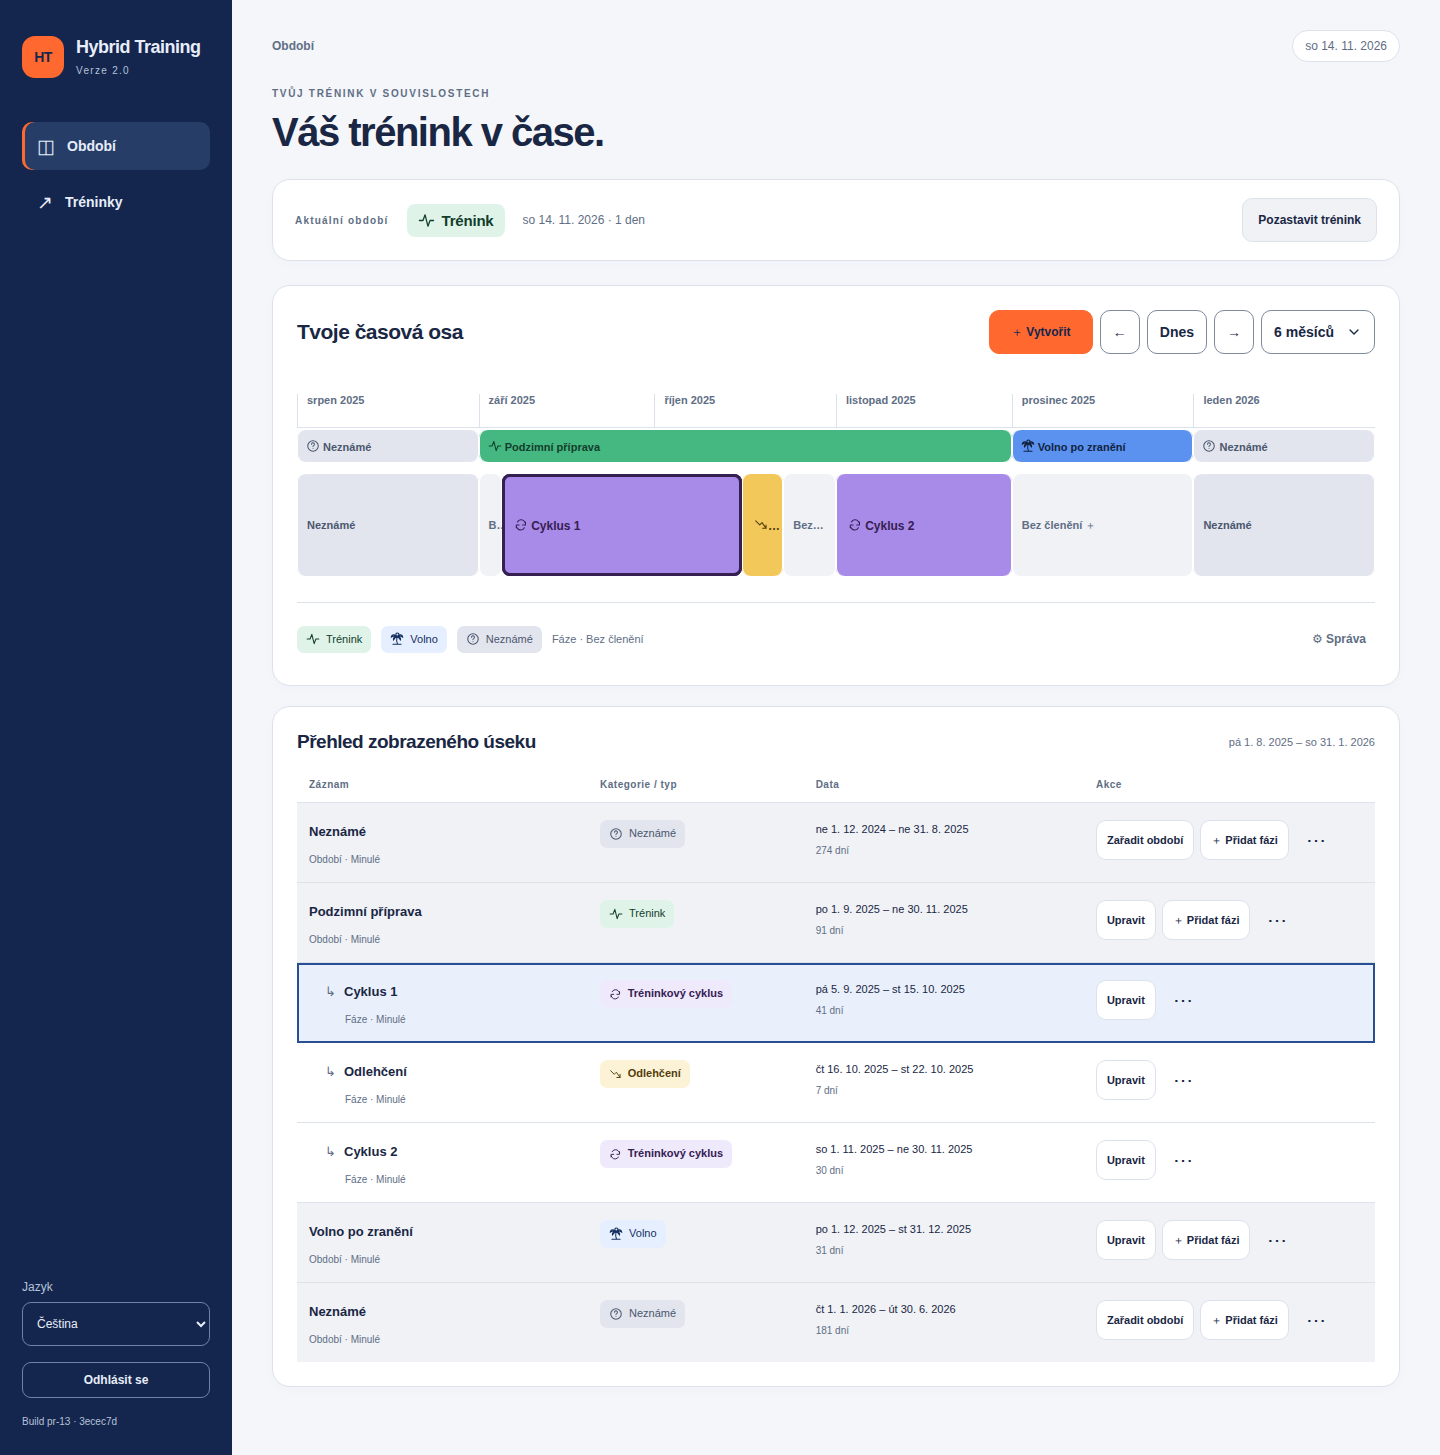 HT
Hybrid Training
Verze 2.0
Období
Tréninky
Jazyk
Čeština
Odhlásit se
Build pr-13 · 3ecec7d
Období
so 14. 11. 2026
TVŮJ TRÉNINK V SOUVISLOSTECH
Váš trénink v čase.
Aktuální období
Trénink
so 14. 11. 2026 · 1 den
Pozastavit trénink
Tvoje časová osa
+ Vytvořit
←
Dnes
→
6 měsíců
srpen 2025
září 2025
říjen 2025
listopad 2025
prosinec 2025
leden 2026
Neznámé
Podzimní příprava
Volno po zranění
Neznámé
Neznámé
B…
Cyklus 1
…
Bez…
Cyklus 2
Bez členění +
Neznámé
Trénink
Volno
Neznámé
Fáze · Bez členění
⚙ Správa
Přehled zobrazeného úseku
pá 1. 8. 2025 – so 31. 1. 2026
Záznam
Kategorie / typ
Data
Akce
Neznámé
Období · Minulé
Neznámé
ne 1. 12. 2024 – ne 31. 8. 2025
274 dní
Zařadit období
+ Přidat fázi
···
Podzimní příprava
Období · Minulé
Trénink
po 1. 9. 2025 – ne 30. 11. 2025
91 dní
Upravit
+ Přidat fázi
···
↳ Cyklus 1
Fáze · Minulé
Tréninkový cyklus
pá 5. 9. 2025 – st 15. 10. 2025
41 dní
Upravit
···
↳ Odlehčení
Fáze · Minulé
Odlehčení
čt 16. 10. 2025 – st 22. 10. 2025
7 dní
Upravit
···
↳ Cyklus 2
Fáze · Minulé
Tréninkový cyklus
so 1. 11. 2025 – ne 30. 11. 2025
30 dní
Upravit
···
Volno po zranění
Období · Minulé
Volno
po 1. 12. 2025 – st 31. 12. 2025
31 dní
Upravit
+ Přidat fázi
···
Neznámé
Období · Minulé
Neznámé
čt 1. 1. 2026 – út 30. 6. 2026
181 dní
Zařadit období
+ Přidat fázi
···